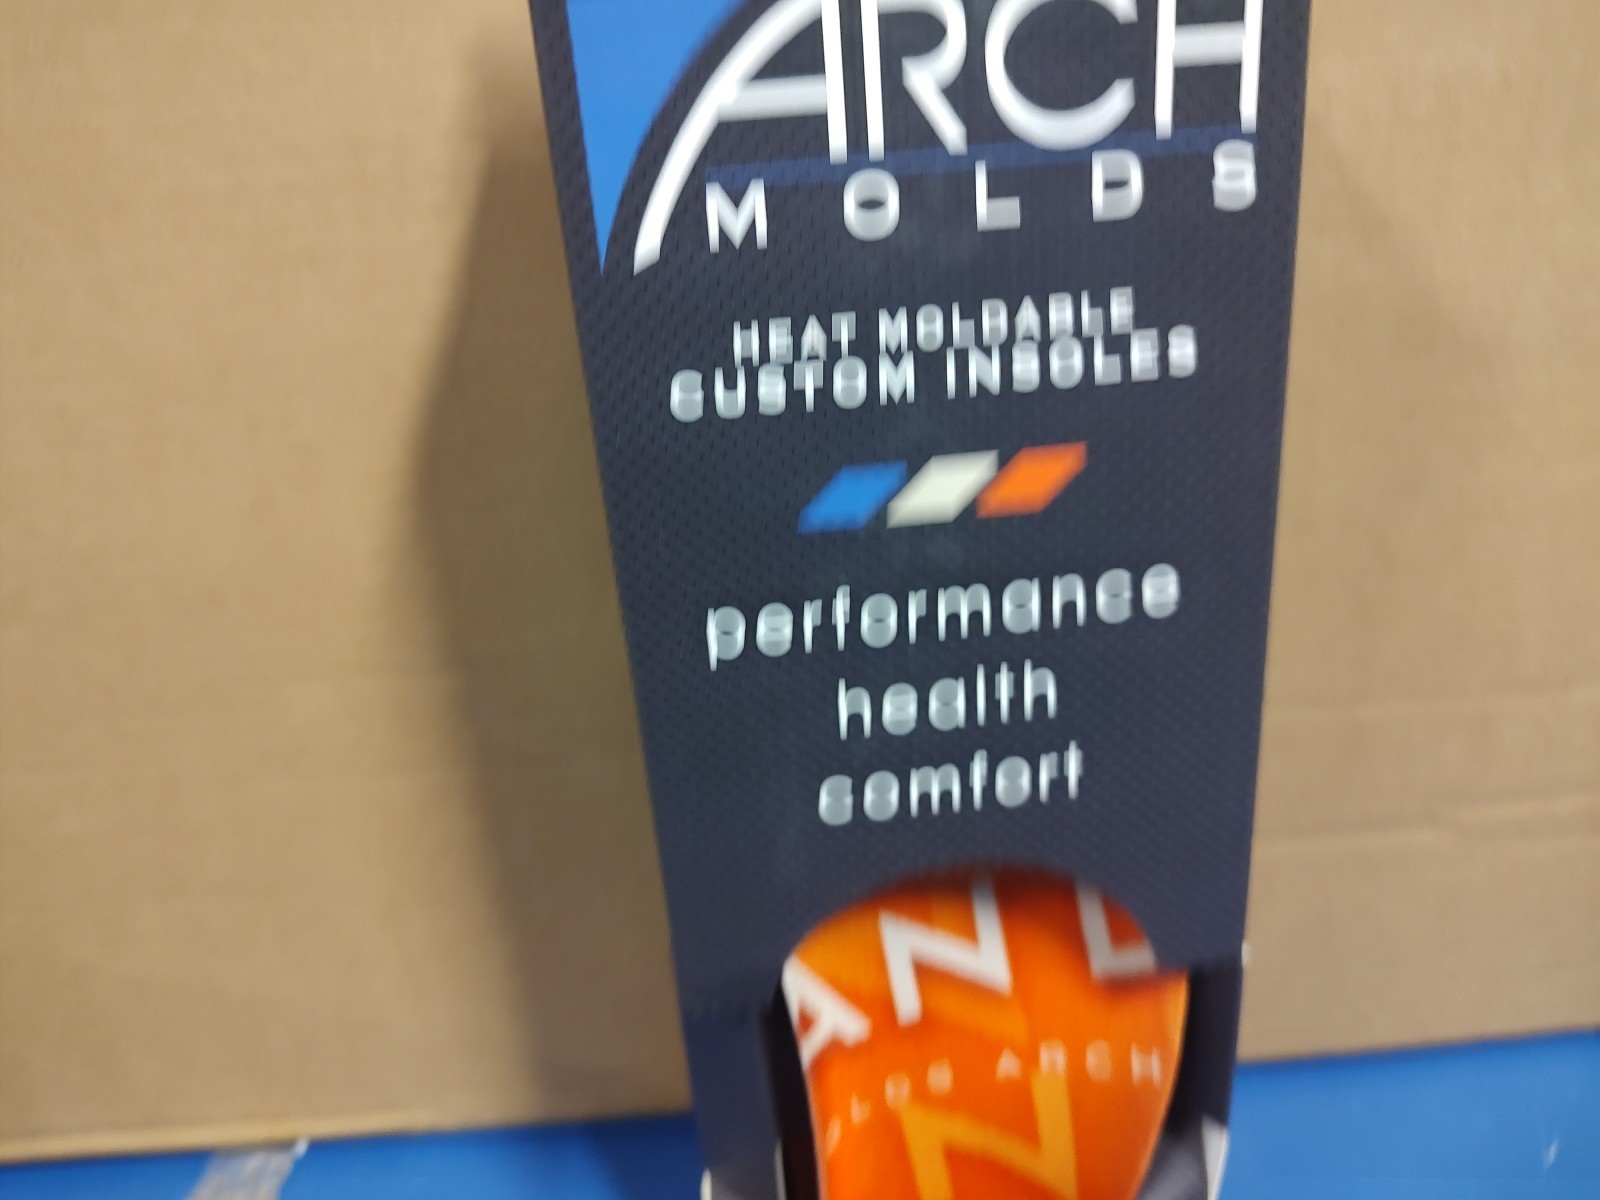 ARCH
MOLDS
HEAT MOLDABLE
CUSTOM INSOLES
performance
health
comfort
ARCH